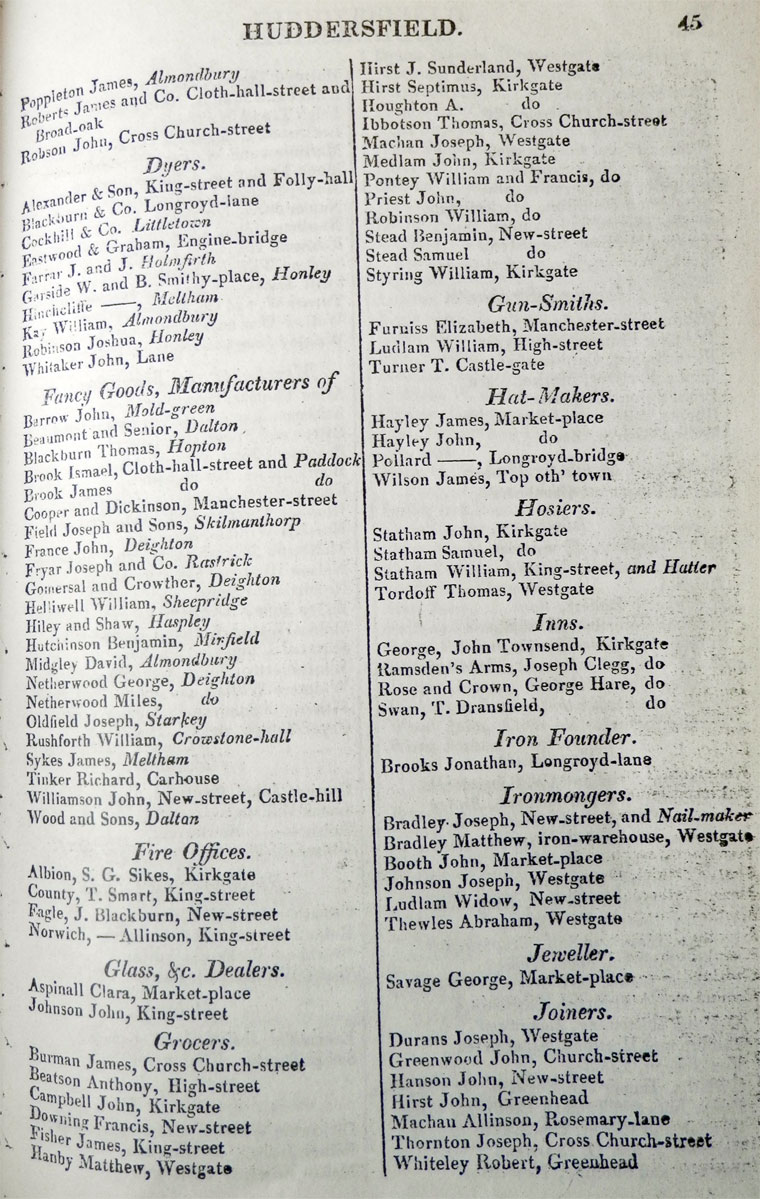 HUDDERSFIELD.
45
Poppleton James, Almondbury
Roberts James and Co. Cloth-hall-street and
Broad-oak
Robson John, Cross Church-street
Dyers.
Alexander & Son, King-street and Folly-hall
Blackburn & Co. Longroyd-lane
Cockhill & Co. Littletown
Eastwood & Graham, Engine-bridge
Farrar J. and J. Holmfirth
Garside W. and B. Smithy-place, Honley
Hinchcliffe ——, Meltham
Kay William, Almondbury
Robinson Joshua, Honley
Whitaker John, Lane
Fancy Goods, Manufacturers of
Barrow John, Mold-green
Beaumont and Senior, Dalton
Blackburn Thomas, Hopton
Brook Ismael, Cloth-hall-street and Paddock
Brook James do do
Cooper and Dickinson, Manchester-street
Field Joseph and Sons, Skilmanthorp
France John, Deighton
Fryar Joseph and Co. Rastrick
Gomersal and Crowther, Deighton
Helliwell William, Sheepridge
Hiley and Shaw, Haspley
Hutchinson Benjamin, Mirfield
Midgley David, Almondbury
Netherwood George, Deighton
Netherwood Miles, do
Oldfield Joseph, Starkey
Rushforth William, Crowstone-hall
Sykes James, Meltham
Tinker Richard, Carhouse
Williamson John, New-street, Castle-hill
Wood and Sons, Dalton
Fire Offices.
Albion, S. G. Sikes, Kirkgate
County, T. Smart, King-street
Eagle, J. Blackburn, New-street
Norwich, — Allinson, King-street
Glass, &c. Dealers.
Aspinall Clara, Market-place
Johnson John, King-street
Grocers.
Burman James, Cross Church-street
Beatson Anthony, High-street
Campbell John, Kirkgate
Downing Francis, New-street
Fisher James, King-street
Hanby Matthew, Westgate
Hirst J. Sunderland, Westgate
Hirst Septimus, Kirkgate
Houghton A. do
Ibbotson Thomas, Cross Church-street
Machan Joseph, Westgate
Medlam John, Kirkgate
Pontey William and Francis, do
Priest John, do
Robinson William, do
Stead Benjamin, New-street
Stead Samuel do
Styring William, Kirkgate
Gun-Smiths.
Furniss Elizabeth, Manchester-street
Ludlam William, High-street
Turner T. Castle-gate
Hat-Makers.
Hayley James, Market-place
Hayley John, do
Pollard ——, Longroyd-bridge
Wilson James, Top oth' town
Hosiers.
Statham John, Kirkgate
Statham Samuel, do
Statham William, King-street, and Hatter
Tordoff Thomas, Westgate
Inns.
George, John Townsend, Kirkgate
Ramsden's Arms, Joseph Clegg, do
Rose and Crown, George Hare, do
Swan, T. Dransfield, do
Iron Founder.
Brooks Jonathan, Longroyd-lane
Ironmongers.
Bradley Joseph, New-street, and Nail-maker
Bradley Matthew, iron-warehouse, Westgate
Booth John, Market-place
Johnson Joseph, Westgate
Ludlam Widow, New-street
Thewles Abraham, Westgate
Jeweller.
Savage George, Market-place
Joiners.
Durans Joseph, Westgate
Greenwood John, Church-street
Hanson John, New-street
Hirst John, Greenhead
Machan Allinson, Rosemary-lane
Thornton Joseph, Cross Church-street
Whiteley Robert, Greenhead